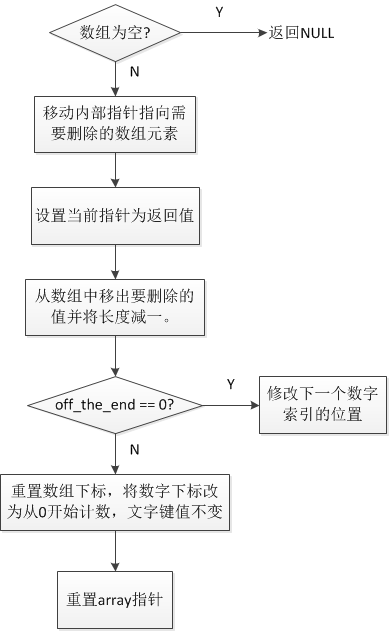 数组为空?
Y
返回NULL
N
移动内部指针指向需
要删除的数组元素
设置当前指针为返回值
从数组中移出要删除的
值并将长度减一。
off_the_end == 0?
Y
修改下一个数字
索引的位置
N
重置数组下标，将数字下标改
为从0开始计数，文字键值不变
重置array指针